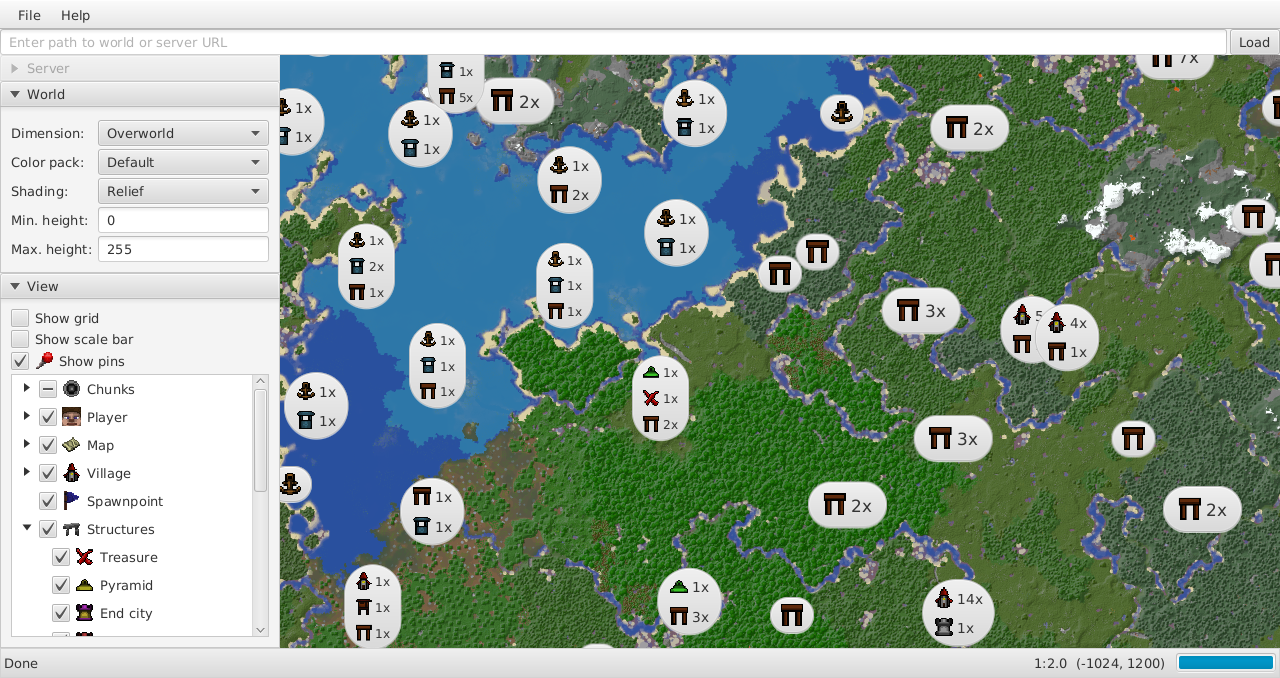 File Help
Enter path to world or server URL Load
Server
World
Dimension: Overworld
Color pack: Default
Shading: Relief
Min. height: 0
Max. height: 255
View
Show grid
Show scale bar
Show pins
Chunks
Player
Map
Village
Spawnpoint
Structures
Treasure
Pyramid
End city
7x
1x
5x
2x
1x
1x
1x
1x
1x
1x
2x
1x
2x
1x
1x
1x
2x
1x
1x
1x
1x
3x
5
4x
1x
1x
1x
1x
1x
1x
2x
1x
1x
3x
1x
1x
2x
2x
1x
1x
1x
1x
3x
14x
1x
Done 1:2.0 (-1024, 1200)